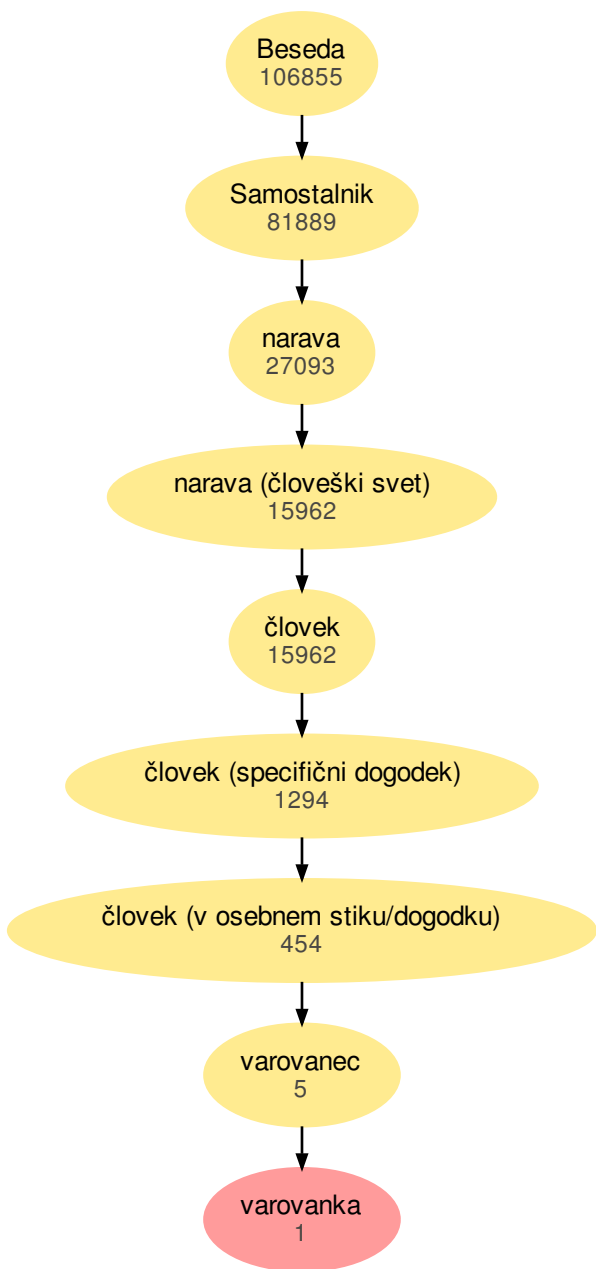 Beseda
106855
Samostalnik
81889
narava
27093
narava (človeški svet)
15962
človek
15962
človek (specifični dogodek)
1294
človek (v osebnem stiku/dogodku)
454
varovanec
5
varovanka
1